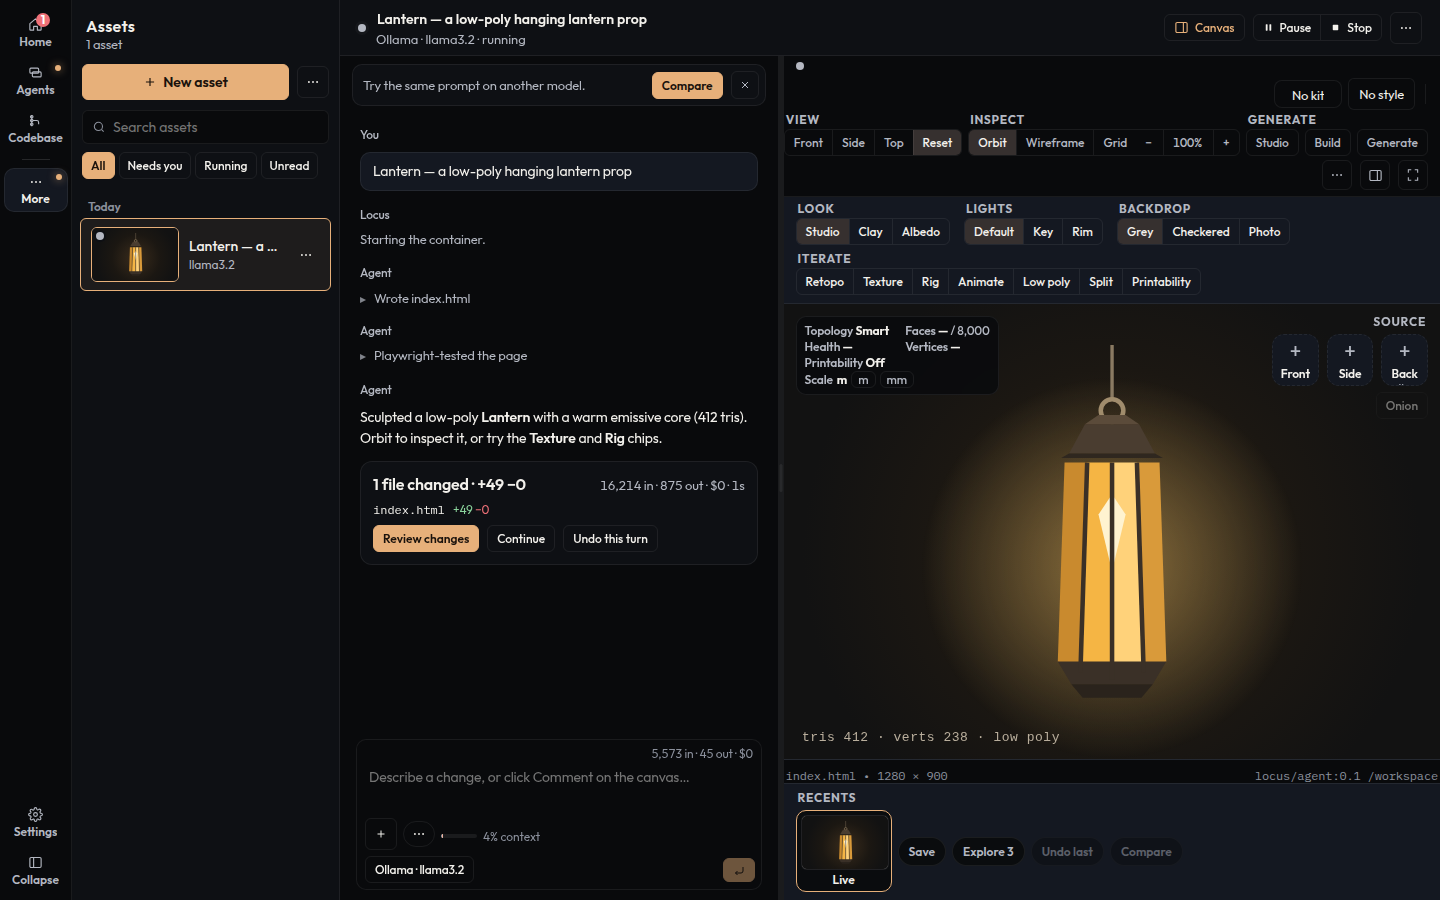 1
Home
Agents
Codebase
More
Settings
Collapse
Assets
1 asset
+ New asset
Search assets
All
Needs you
Running
Unread
Today
Lantern — a ...
llama3.2
Lantern — a low-poly hanging lantern prop
Ollama · llama3.2 · running
Canvas
Pause
Stop
Try the same prompt on another model.
Compare
You
Lantern — a low-poly hanging lantern prop
Locus
Starting the container.
Agent
Wrote index.html
Agent
Playwright-tested the page
Agent
Sculpted a low-poly Lantern with a warm emissive core (412 tris).
Orbit to inspect it, or try the Texture and Rig chips.
1 file changed · +49 −0
16,214 in · 875 out · $0 · 1s
index.html +49 −0
Review changes
Continue
Undo this turn
5,573 in · 45 out · $0
Describe a change, or click Comment on the canvas...
4% context
Ollama · llama3.2
No kit
No style
VIEW
Front
Side
Top
Reset
INSPECT
Orbit
Wireframe
Grid
−
100%
+
GENERATE
Studio
Build
Generate
LOOK
Studio
Clay
Albedo
LIGHTS
Default
Key
Rim
BACKDROP
Grey
Checkered
Photo
ITERATE
Retopo
Texture
Rig
Animate
Low poly
Split
Printability
Topology Smart
Faces — / 8,000
Health —
Vertices —
Printability Off
Scale m m mm
SOURCE
Front
Side
Back
Onion
tris 412 · verts 238 · low poly
index.html • 1280 × 900
locus/agent:0.1 /workspace
RECENTS
Live
Save
Explore 3
Undo last
Compare